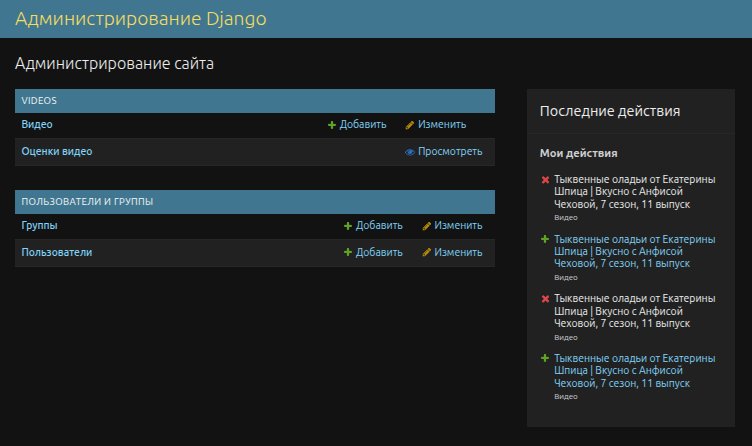 Администрирование Django
Администрирование сайта
VIDEOS
Видео Добавить Изменить
Оценки видео Просмотреть
ПОЛЬЗОВАТЕЛИ И ГРУППЫ
Группы Добавить Изменить
Пользователи Добавить Изменить
Последние действия
Мои действия
Тыквенные оладьи от Екатерины
Шпица | Вкусно с Анфисой
Чеховой, 7 сезон, 11 выпуск
Видео
Тыквенные оладьи от Екатерины
Шпица | Вкусно с Анфисой
Чеховой, 7 сезон, 11 выпуск
Видео
Тыквенные оладьи от Екатерины
Шпица | Вкусно с Анфисой
Чеховой, 7 сезон, 11 выпуск
Видео
Тыквенные оладьи от Екатерины
Шпица | Вкусно с Анфисой
Чеховой, 7 сезон, 11 выпуск
Видео